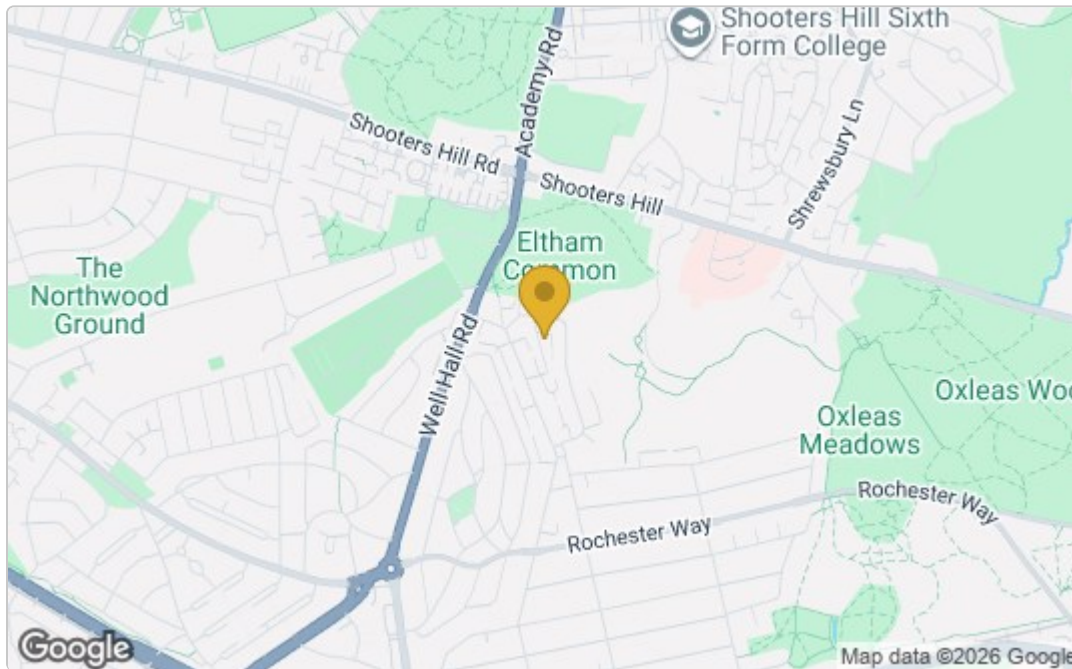 Shooters Hill Sixth
Form College
Academy Rd
Shooters Hill Rd
Shooters Hill
Shrewsbury Ln
Eltham
Common
The
Northwood
Ground
Well Hall Rd
Oxleas Woo
Oxleas
Meadows
Rochester Way
Rochester Way
Google
Map data ©2026 Google